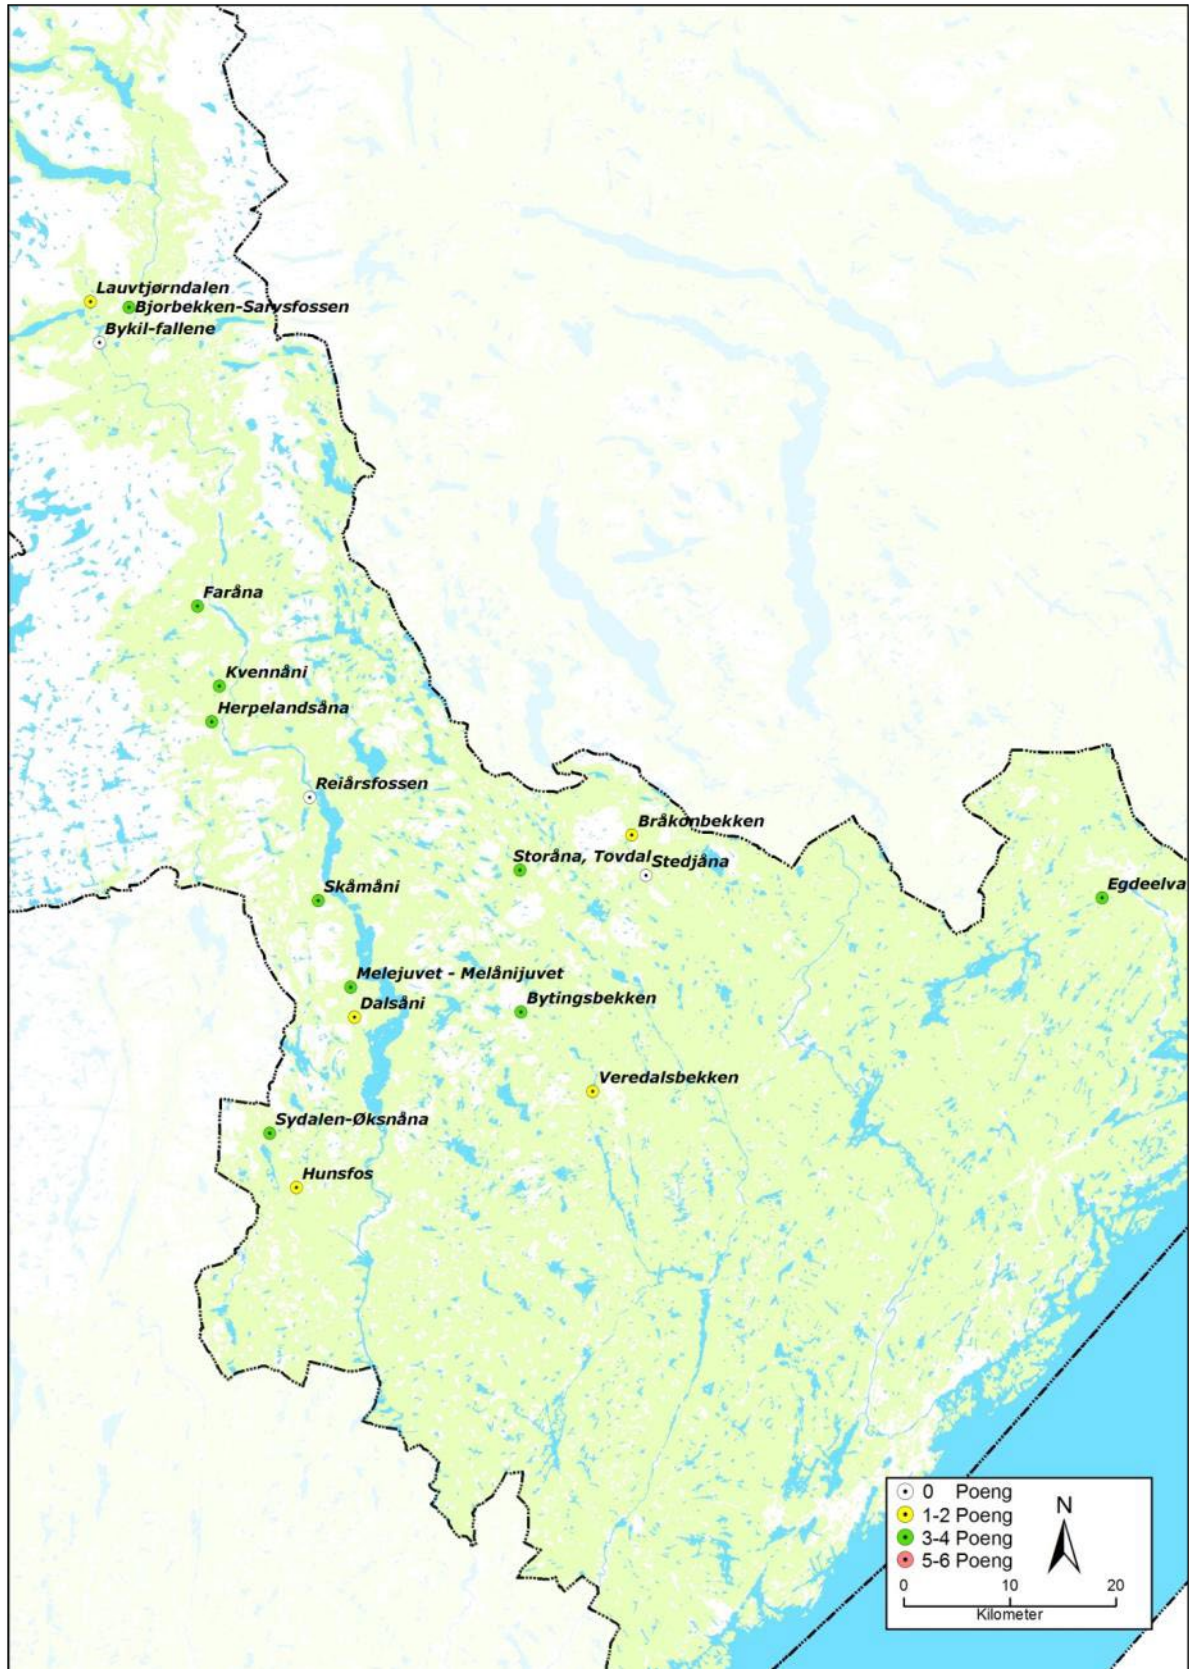 Lauvtjørndalen
Bjorbekken-Sarvsfossen
Bykil-fallene
Faråna
Kvennåni
Herpelandsåna
Reiårsfossen
Bråkonbekken
Storåna, Tovdal
Stedjåna
Egdeelva
Skåmåni
Melejuvet - Melånijuvet
Dalsåni
Bytingsbekken
Veredalsbekken
Sydalen-Øksnåna
Hunsfos
0 Poeng
1-2 Poeng
3-4 Poeng
5-6 Poeng
N
0 10 20
Kilometer